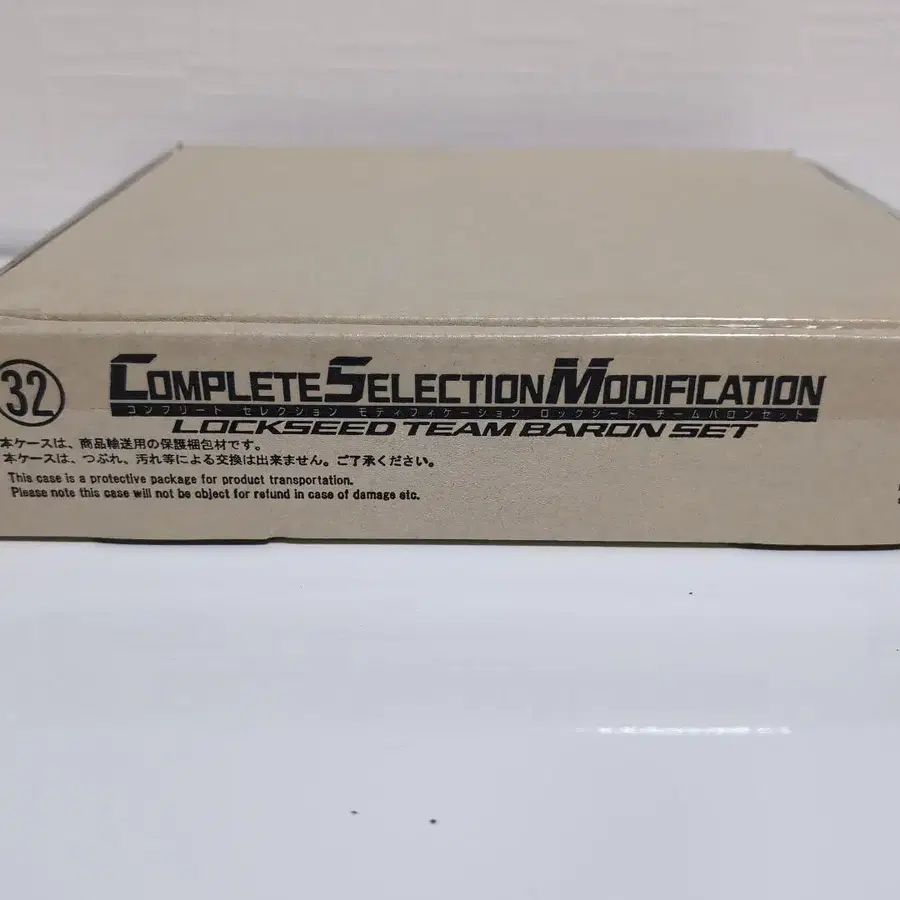 32
COMPLETE SELECTION MODIFICATION
コンプリート セレクション モディフィケーション ロックシード チームバロンセット
LOCKSEED TEAM BARON SET
本ケースは、商品輸送用の保護梱包材です。
本ケースは、つぶれ、汚れ等による交換は出来ません。ご了承ください。
This case is a protective package for product transportation.
Please note this case will not be object for refund in case of damage etc.